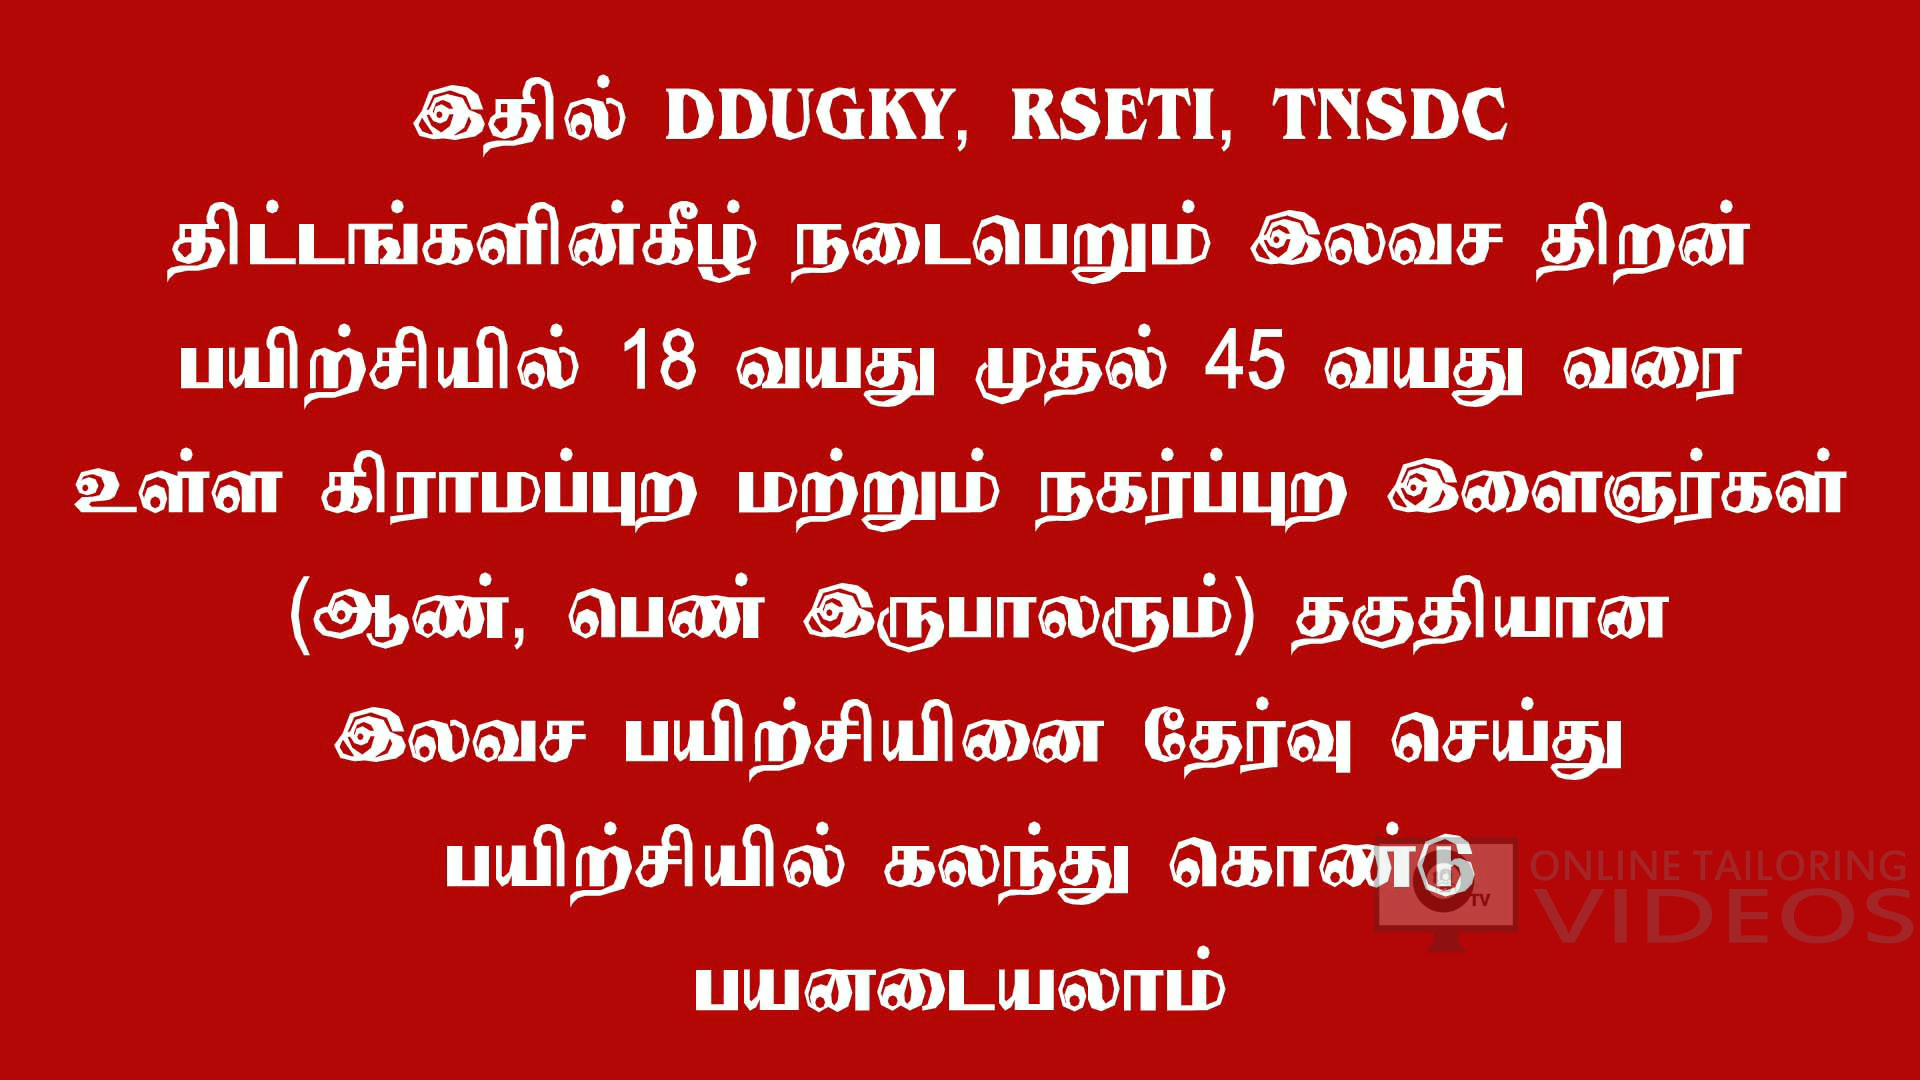 இதில் DDUGKY, RSETI, TNSDC
திட்டங்களின்கீழ் நடைபெறும் இலவச திறன்
பயிற்சியில் 18 வயது முதல் 45 வயது வரை
உள்ள கிராமப்புற மற்றும் நகர்ப்புற இளைஞர்கள்
(ஆண், பெண் இருபாலரும்) தகுதியான
இலவச பயிற்சியினை தேர்வு செய்து
பயிற்சியில் கலந்து கொண்டு
பயனடையலாம்
TV ONLINE TAILORING
VIDEOS